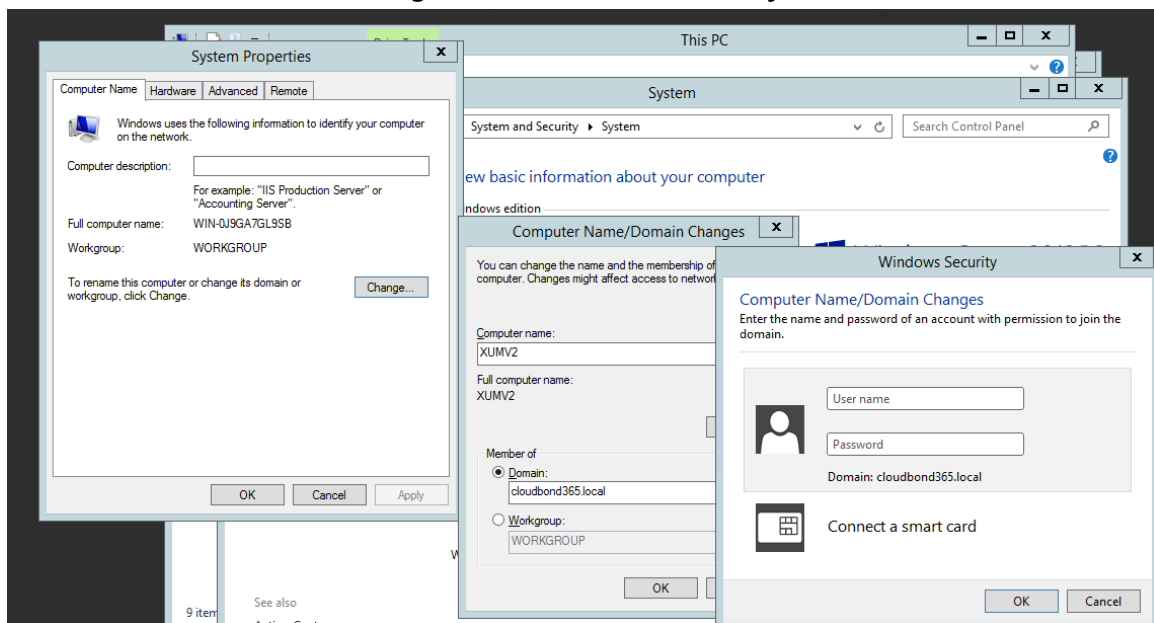 This PC
System Properties
Computer Name
Hardware
Advanced
Remote
Windows uses the following information to identify your computer
on the network.
Computer description:
For example: "IIS Production Server" or
"Accounting Server".
Full computer name: WIN-0J9GA7GL9SB
Workgroup: WORKGROUP
To rename this computer or change its domain or
workgroup, click Change.
Change...
OK
Cancel
Apply
System
System and Security ▸ System
Search Control Panel
ew basic information about your computer
ndows edition
See also
9 item
Computer Name/Domain Changes
You can change the name and the membership of
computer. Changes might affect access to network
Computer name:
XUMV2
Full computer name:
XUMV2
Member of
Domain:
cloudbond365.local
Workgroup:
WORKGROUP
OK
Windows Security
Computer Name/Domain Changes
Enter the name and password of an account with permission to join the
domain.
User name
Password
Domain: cloudbond365.local
Connect a smart card
OK
Cancel